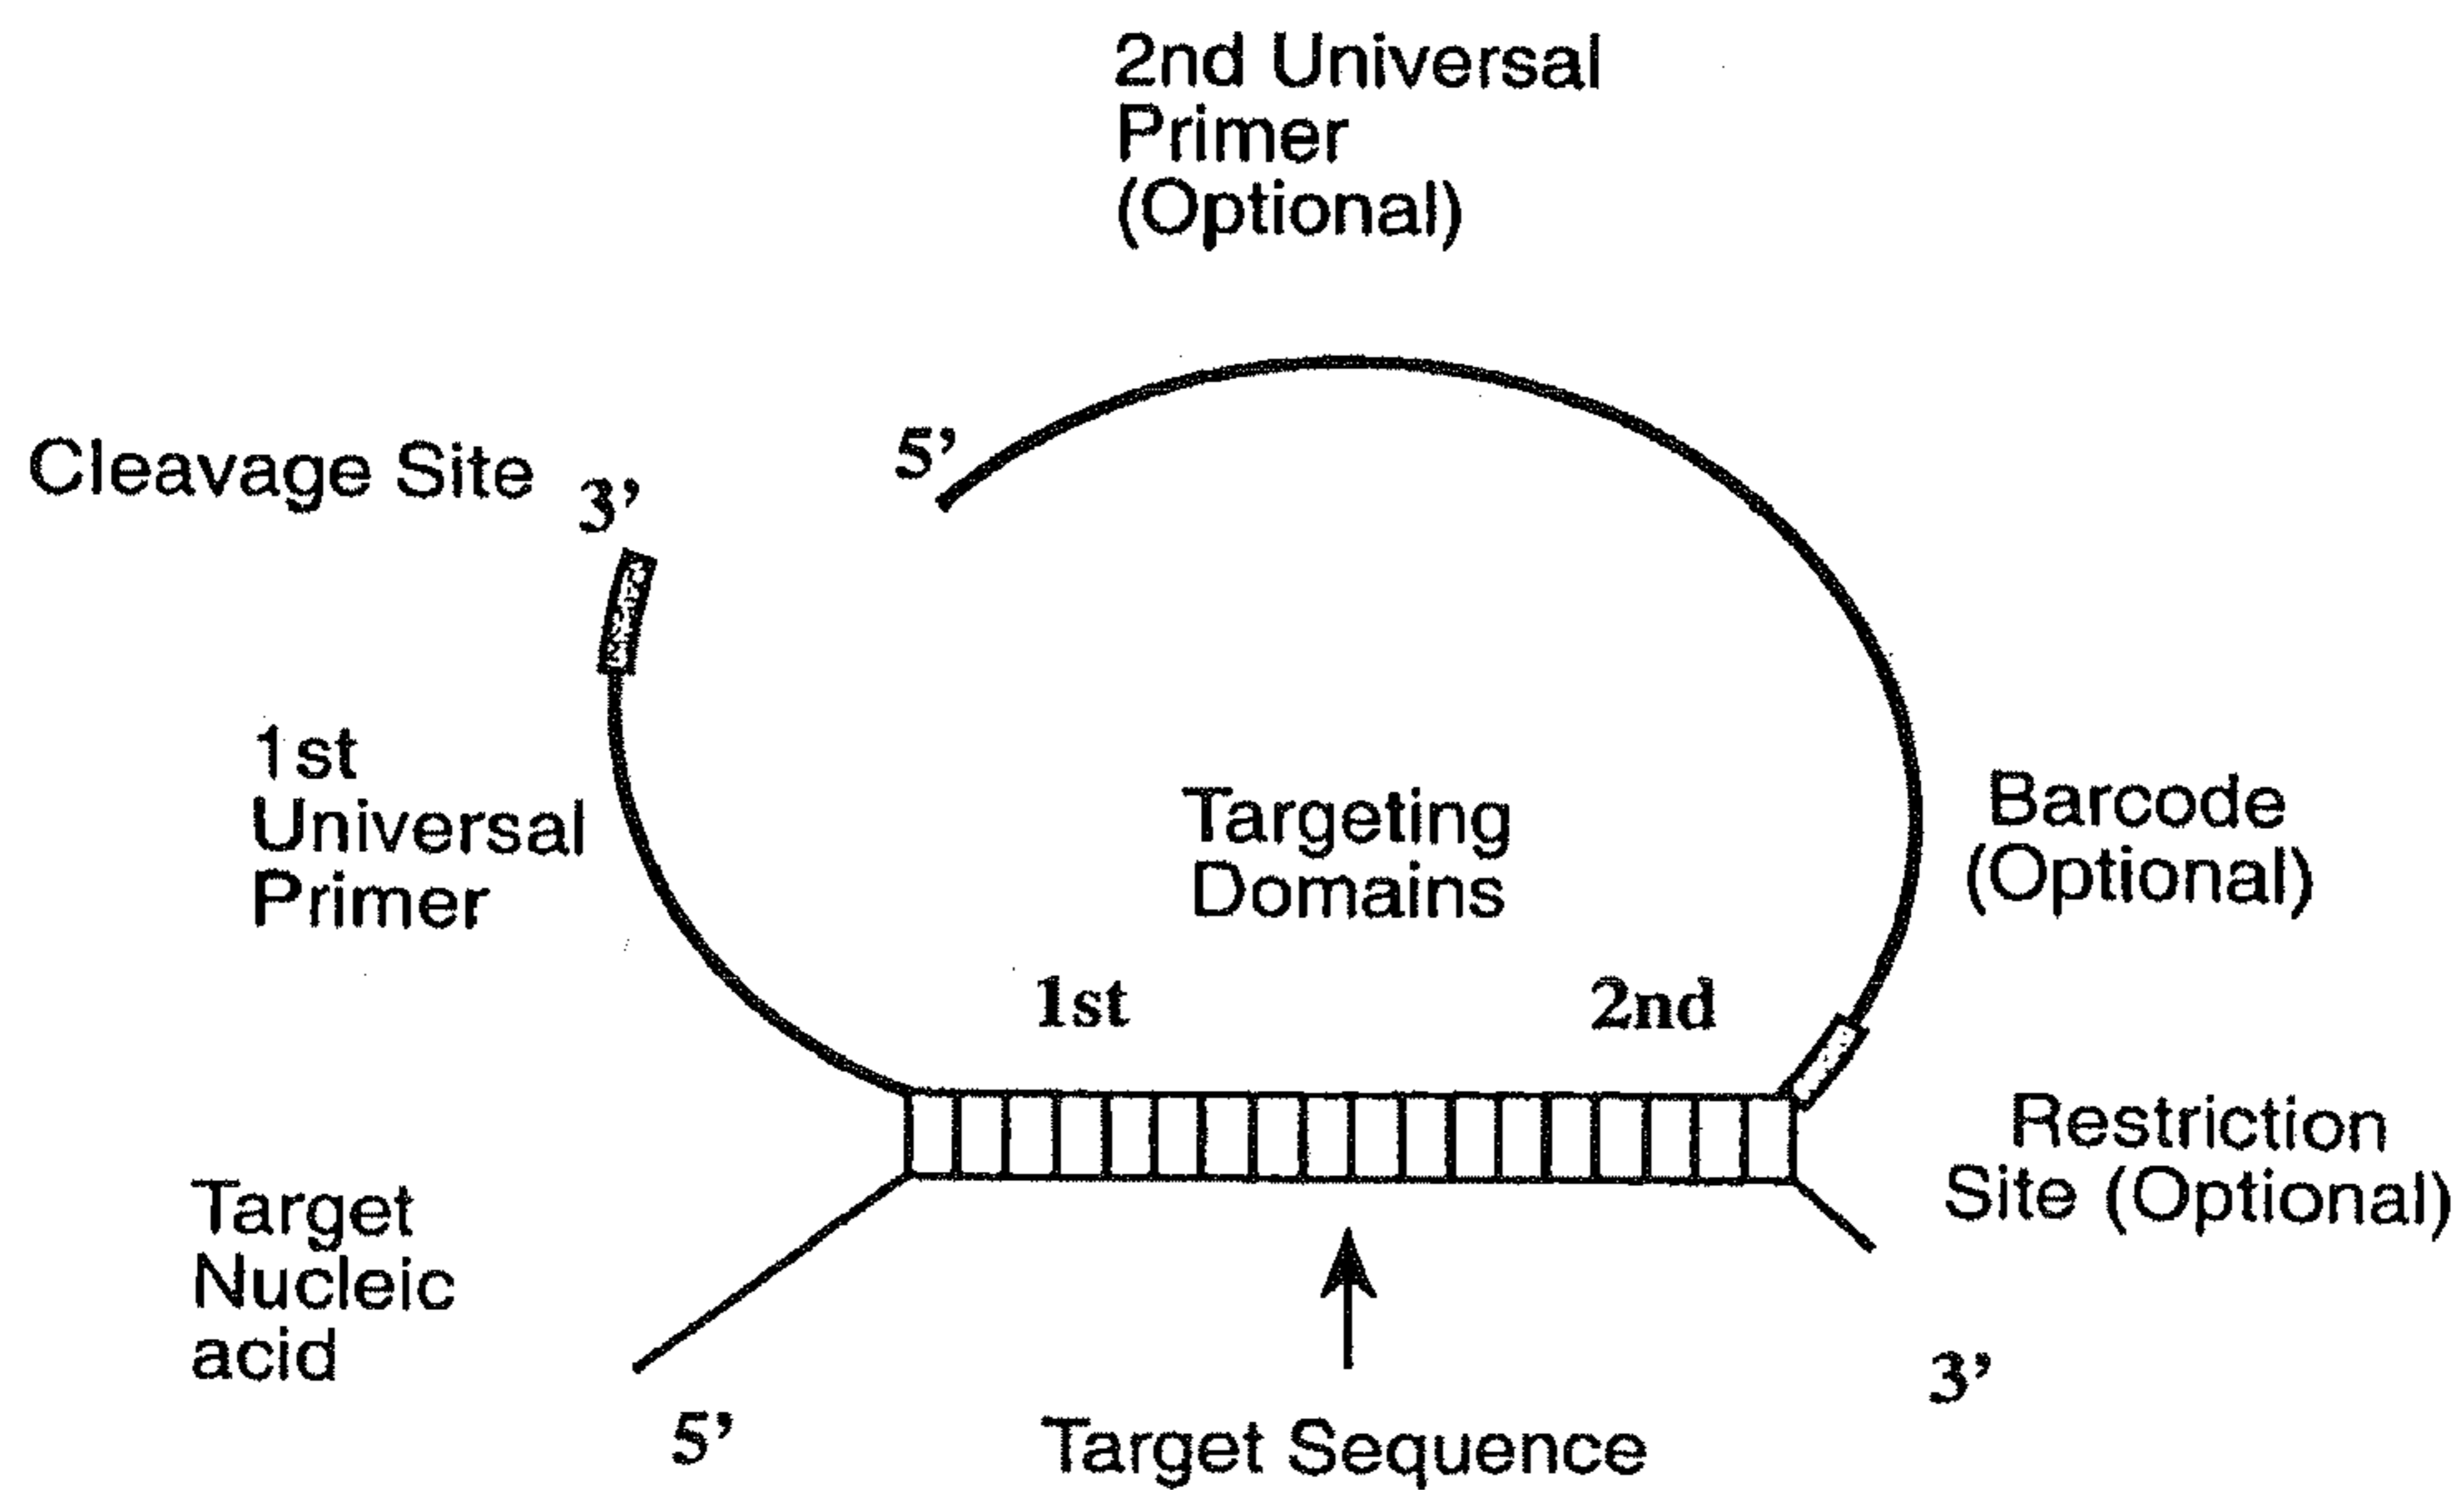 2nd Universal
Primer
(Optional)
5’
Cleavage Site
3’
1st
Universal
Primer
Targeting
Domains
Barcode
(Optional)
1st
2nd
Restriction
Site (Optional)
Target
Nucleic
acid
3’
5’
Target Sequence